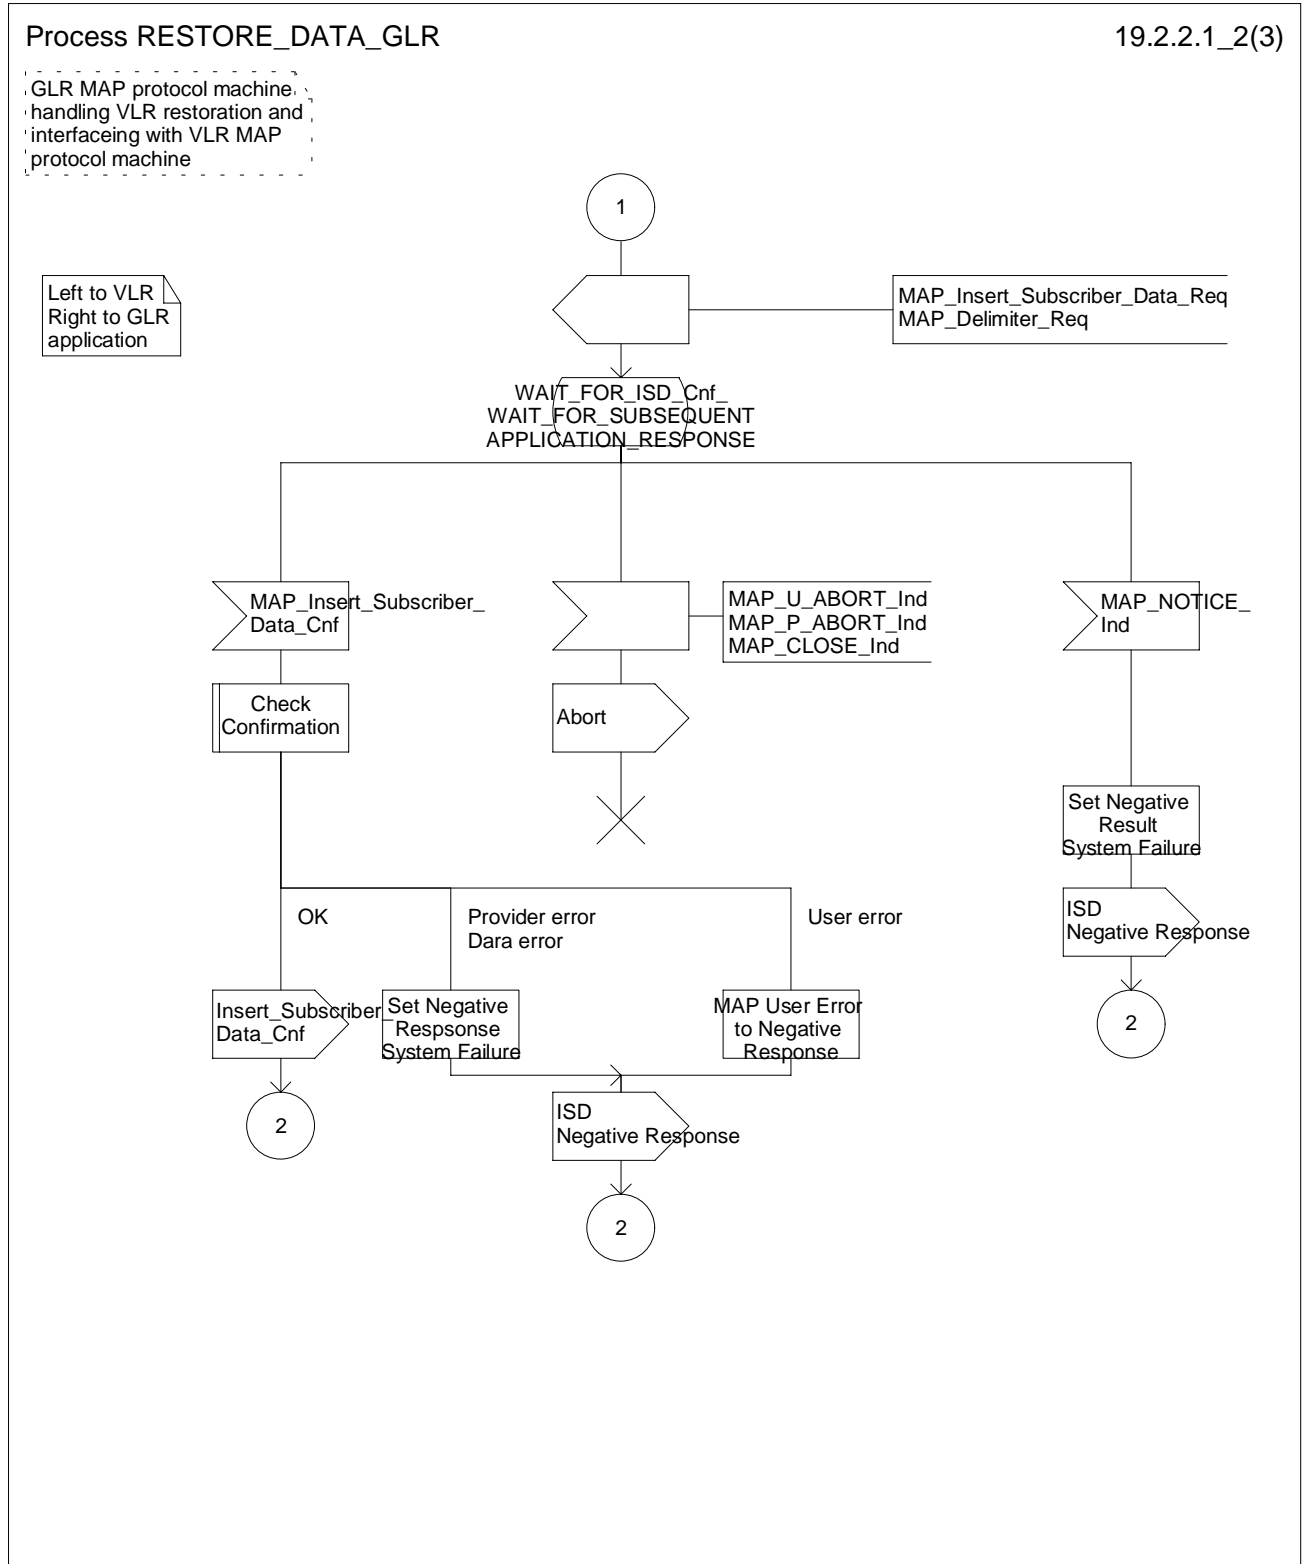 Process RESTORE_DATA_GLR
19.2.2.1_2(3)
GLR MAP protocol machine
handling VLR restoration and
interfaceing with VLR MAP
protocol machine
1
Left to VLR
Right to GLR
application
MAP_Insert_Subscriber_Data_Req
MAP_Delimiter_Req
WAIT_FOR_ISD_Cnf_
WAIT_FOR_SUBSEQUENT
APPLICATION_RESPONSE
MAP_Insert_Subscriber_
Data_Cnf
MAP_U_ABORT_Ind
MAP_P_ABORT_Ind
MAP_CLOSE_Ind
MAP_NOTICE_
Ind
Check
Confirmation
Abort
Set Negative
Result
System Failure
OK
Provider error
Dara error
User error
ISD
Negative Response
Insert_Subscriber_
Data_Cnf
Set Negative
Respsonse
System Failure
MAP User Error
to Negative
Response
2
2
ISD
Negative Response
2